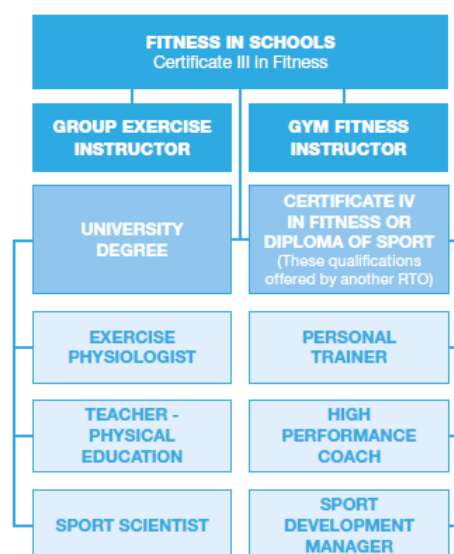 FITNESS IN SCHOOLS
Certificate III in Fitness
GROUP EXERCISE
INSTRUCTOR
GYM FITNESS
INSTRUCTOR
UNIVERSITY
DEGREE
CERTIFICATE IV
IN FITNESS OR
DIPLOMA OF SPORT
(These qualifications
offered by another RTO)
EXERCISE
PHYSIOLOGIST
PERSONAL
TRAINER
TEACHER -
PHYSICAL
EDUCATION
HIGH
PERFORMANCE
COACH
SPORT SCIENTIST
SPORT
DEVELOPMENT
MANAGER